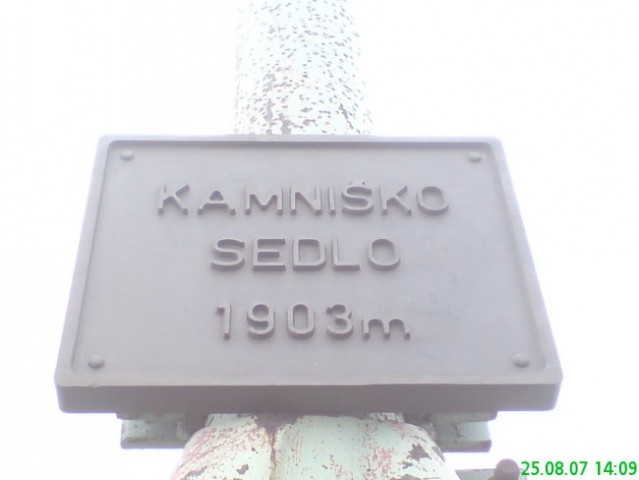 KAMNIŠKO
SEDLO
1903m
25.08.07 14:09